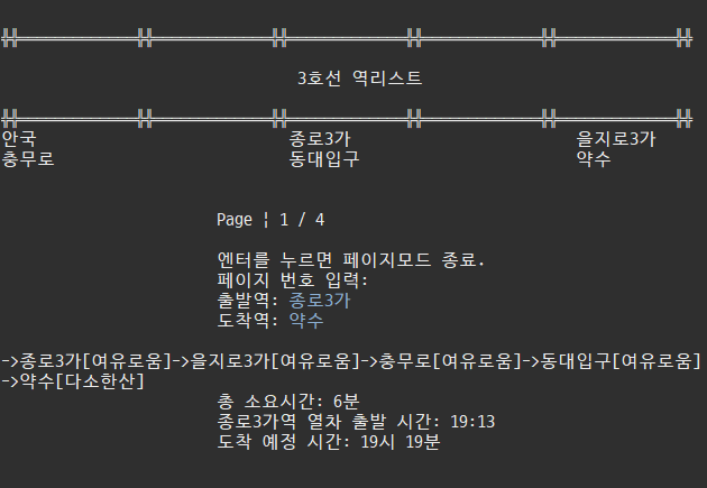 3호선 역리스트
안국 종로3가 을지로3가
충무로 동대입구 약수
Page ¦ 1 / 4
엔터를 누르면 페이지모드 종료.
페이지 번호 입력:
출발역: 종로3가
도착역: 약수
->종로3가[여유로움]->을지로3가[여유로움]->충무로[여유로움]->동대입구[여유로움]
->약수[다소한산]
총 소요시간: 6분
종로3가역 열차 출발 시간: 19:13
도착 예정 시간: 19시 19분